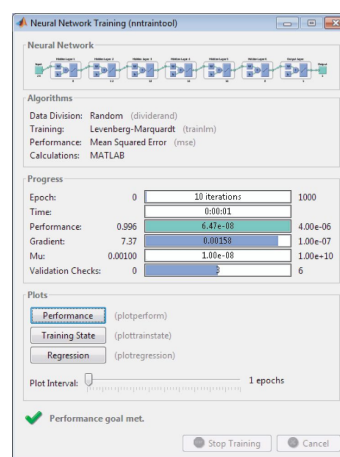 Neural Network Training (nntraintool)
Neural Network
Algorithms
Data Division: Random (dividerand)
Training: Levenberg-Marquardt (trainlm)
Performance: Mean Squared Error (mse)
Calculations: MATLAB
Progress
Epoch: 0 10 iterations 1000
Time: 0:00:01
Performance: 0.996 6.47e-08 4.00e-06
Gradient: 7.37 0.00158 1.00e-07
Mu: 0.00100 1.00e-08 1.00e+10
Validation Checks: 0 3 6
Plots
Performance (plotperform)
Training State (plottrainstate)
Regression (plotregression)
Plot Interval: 1 epochs
Performance goal met.
Stop Training Cancel